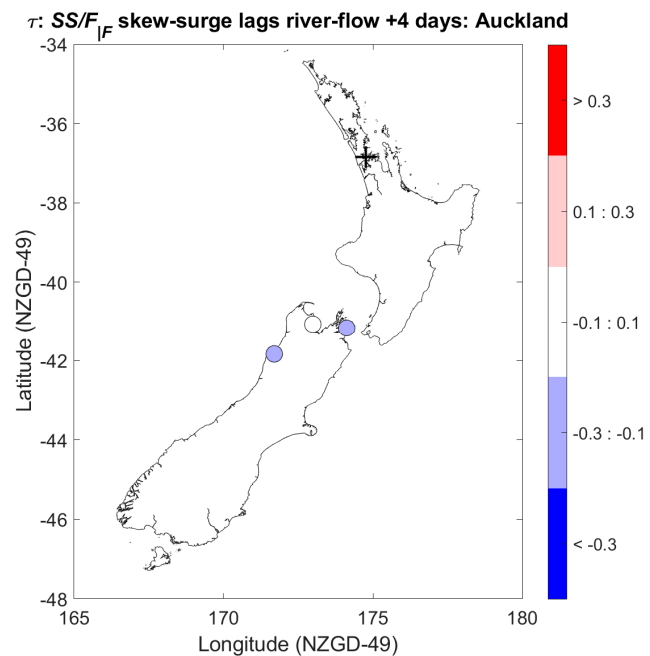 τ: SS/F|F skew-surge lags river-flow +4 days: Auckland
-34
-36
-38
-40
-42
-44
-46
-48
165
170
175
180
Latitude (NZGD-49)
Longitude (NZGD-49)
> 0.3
0.1 : 0.3
-0.1 : 0.1
-0.3 : -0.1
< -0.3